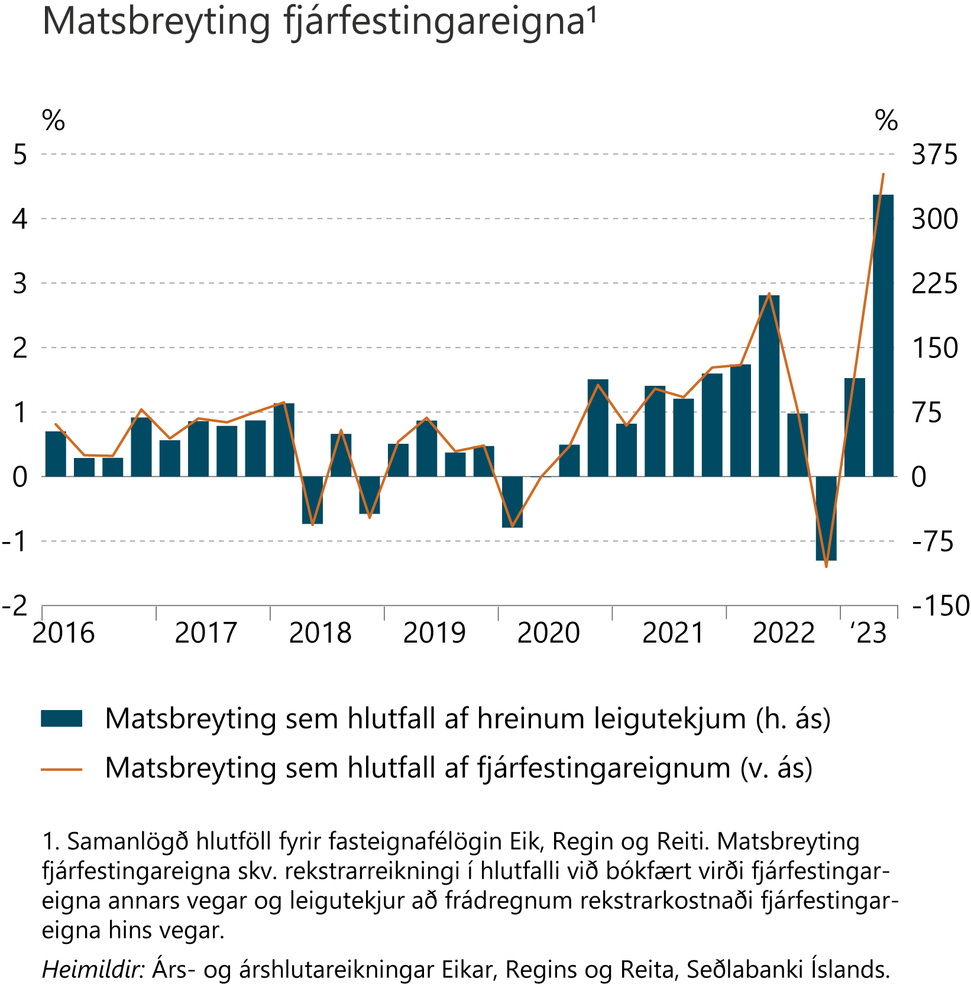 Matsbreyting fjárfestingareigna¹
% %
5 375
4 300
3 225
2 150
1 75
0 0
-1 -75
-2 -150
2016 2017 2018 2019 2020 2021 2022 ‘23
Matsbreyting sem hlutfall af hreinum leigutekjum (h. ás)
Matsbreyting sem hlutfall af fjárfestingareignum (v. ás)
1. Samanlögð hlutföll fyrir fasteignafélögin Eik, Regin og Reiti. Matsbreyting
fjárfestingareigna skv. rekstrarreikningi í hlutfalli við bókfært virði fjárfestingar-
eigna annars vegar og leigutekjur að frádregnum rekstrarkostnaði fjárfestingar-
eigna hins vegar.
Heimildir: Árs- og árshlutareikningar Eikar, Regins og Reita, Seðlabanki Íslands.